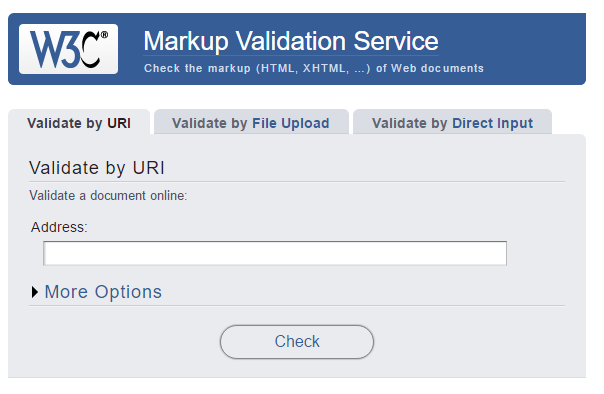 W3C®
Markup Validation Service
Check the markup (HTML, XHTML, …) of Web documents
Validate by URI
Validate by File Upload
Validate by Direct Input
Validate by URI
Validate a document online:
Address:
More Options
Check